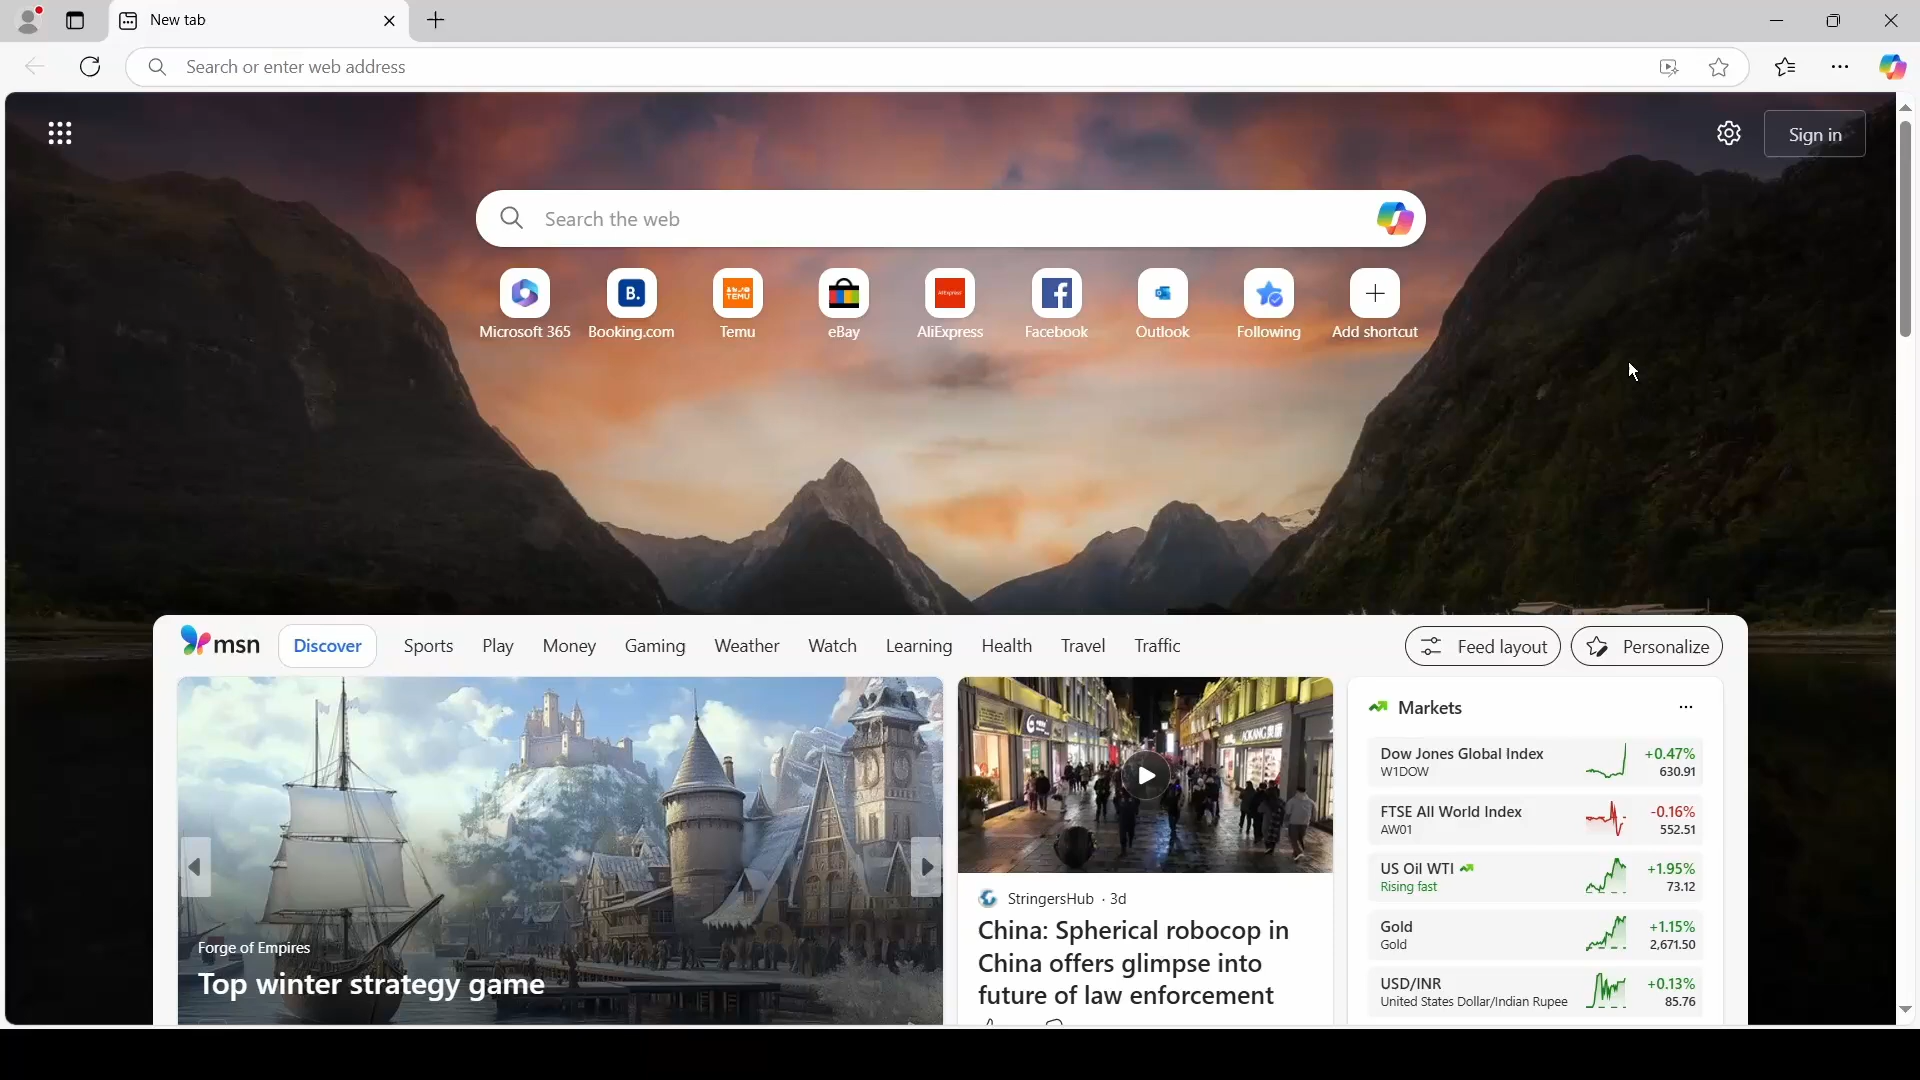 New tab
Search or enter web address
Sign in
Search the web
Microsoft 365
B.
Booking.com
TEMU
Temu
eBay
AliExpress
AliExpress
Facebook
Outlook
Following
Add shortcut
msn
Discover
Sports
Play
Money
Gaming
Weather
Watch
Learning
Health
Travel
Traffic
Feed layout
Personalize
Forge of Empires
Top winter strategy game
StringersHub · 3d
China: Spherical robocop in
China offers glimpse into
future of law enforcement
Markets
Dow Jones Global Index
+0.47%
W1DOW
630.91
FTSE All World Index
-0.16%
AW01
552.51
US Oil WTI
+1.95%
Rising fast
73.12
Gold
+1.15%
Gold
2,671.50
USD/INR
+0.13%
United States Dollar/Indian Rupee
85.76